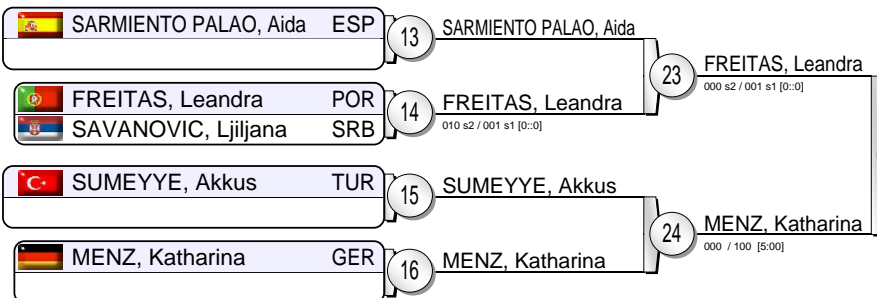 SARMIENTO PALAO, Aida ESP
13
SARMIENTO PALAO, Aida
23
FREITAS, Leandra
000 s2 / 001 s1 [0::0]
FREITAS, Leandra POR
SAVANOVIC, Ljiljana SRB
14
FREITAS, Leandra
010 s2 / 001 s1 [0::0]
SUMEYYE, Akkus TUR
15
SUMEYYE, Akkus
24
MENZ, Katharina
000 / 100 [5:00]
MENZ, Katharina GER
16
MENZ, Katharina